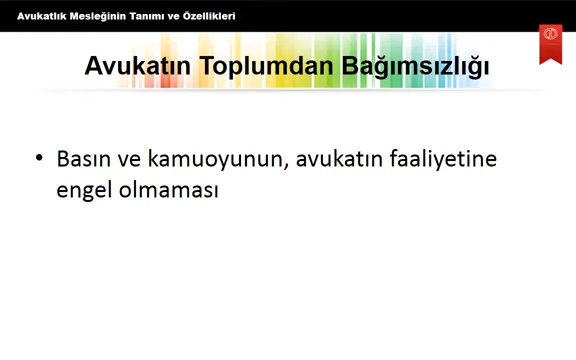 Avukatlık Mesleğinin Tanımı ve Özellikleri
Avukatın Toplumdan Bağımsızlığı
• Basın ve kamuoyunun, avukatın faaliyetine
engel olmaması